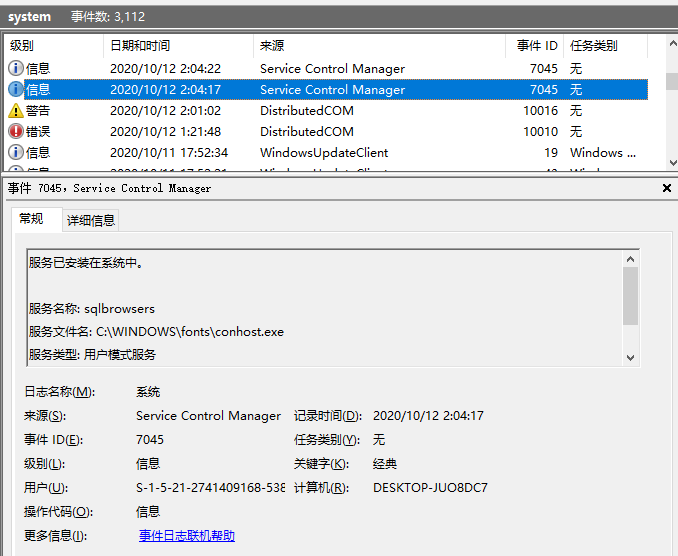 system 事件数: 3,112
级别 日期和时间 来源 事件 ID 任务类别
信息 2020/10/12 2:04:22 Service Control Manager 7045 无
信息 2020/10/12 2:04:17 Service Control Manager 7045 无
警告 2020/10/12 2:01:02 DistributedCOM 10016 无
错误 2020/10/12 1:21:48 DistributedCOM 10010 无
信息 2020/10/11 17:52:34 WindowsUpdateClient 19 Windows ...
事件 7045，Service Control Manager
常规 详细信息
服务已安装在系统中。
服务名称: sqlbrowsers
服务文件名: C:\WINDOWS\fonts\conhost.exe
服务类型: 用户模式服务
日志名称(M): 系统
来源(S): Service Control Manager 记录时间(D): 2020/10/12 2:04:17
事件 ID(E): 7045 任务类别(Y): 无
级别(L): 信息 关键字(K): 经典
用户(U): S-1-5-21-2741409168-538 计算机(R): DESKTOP-JUO8DC7
操作代码(O): 信息
更多信息(I): 事件日志联机帮助